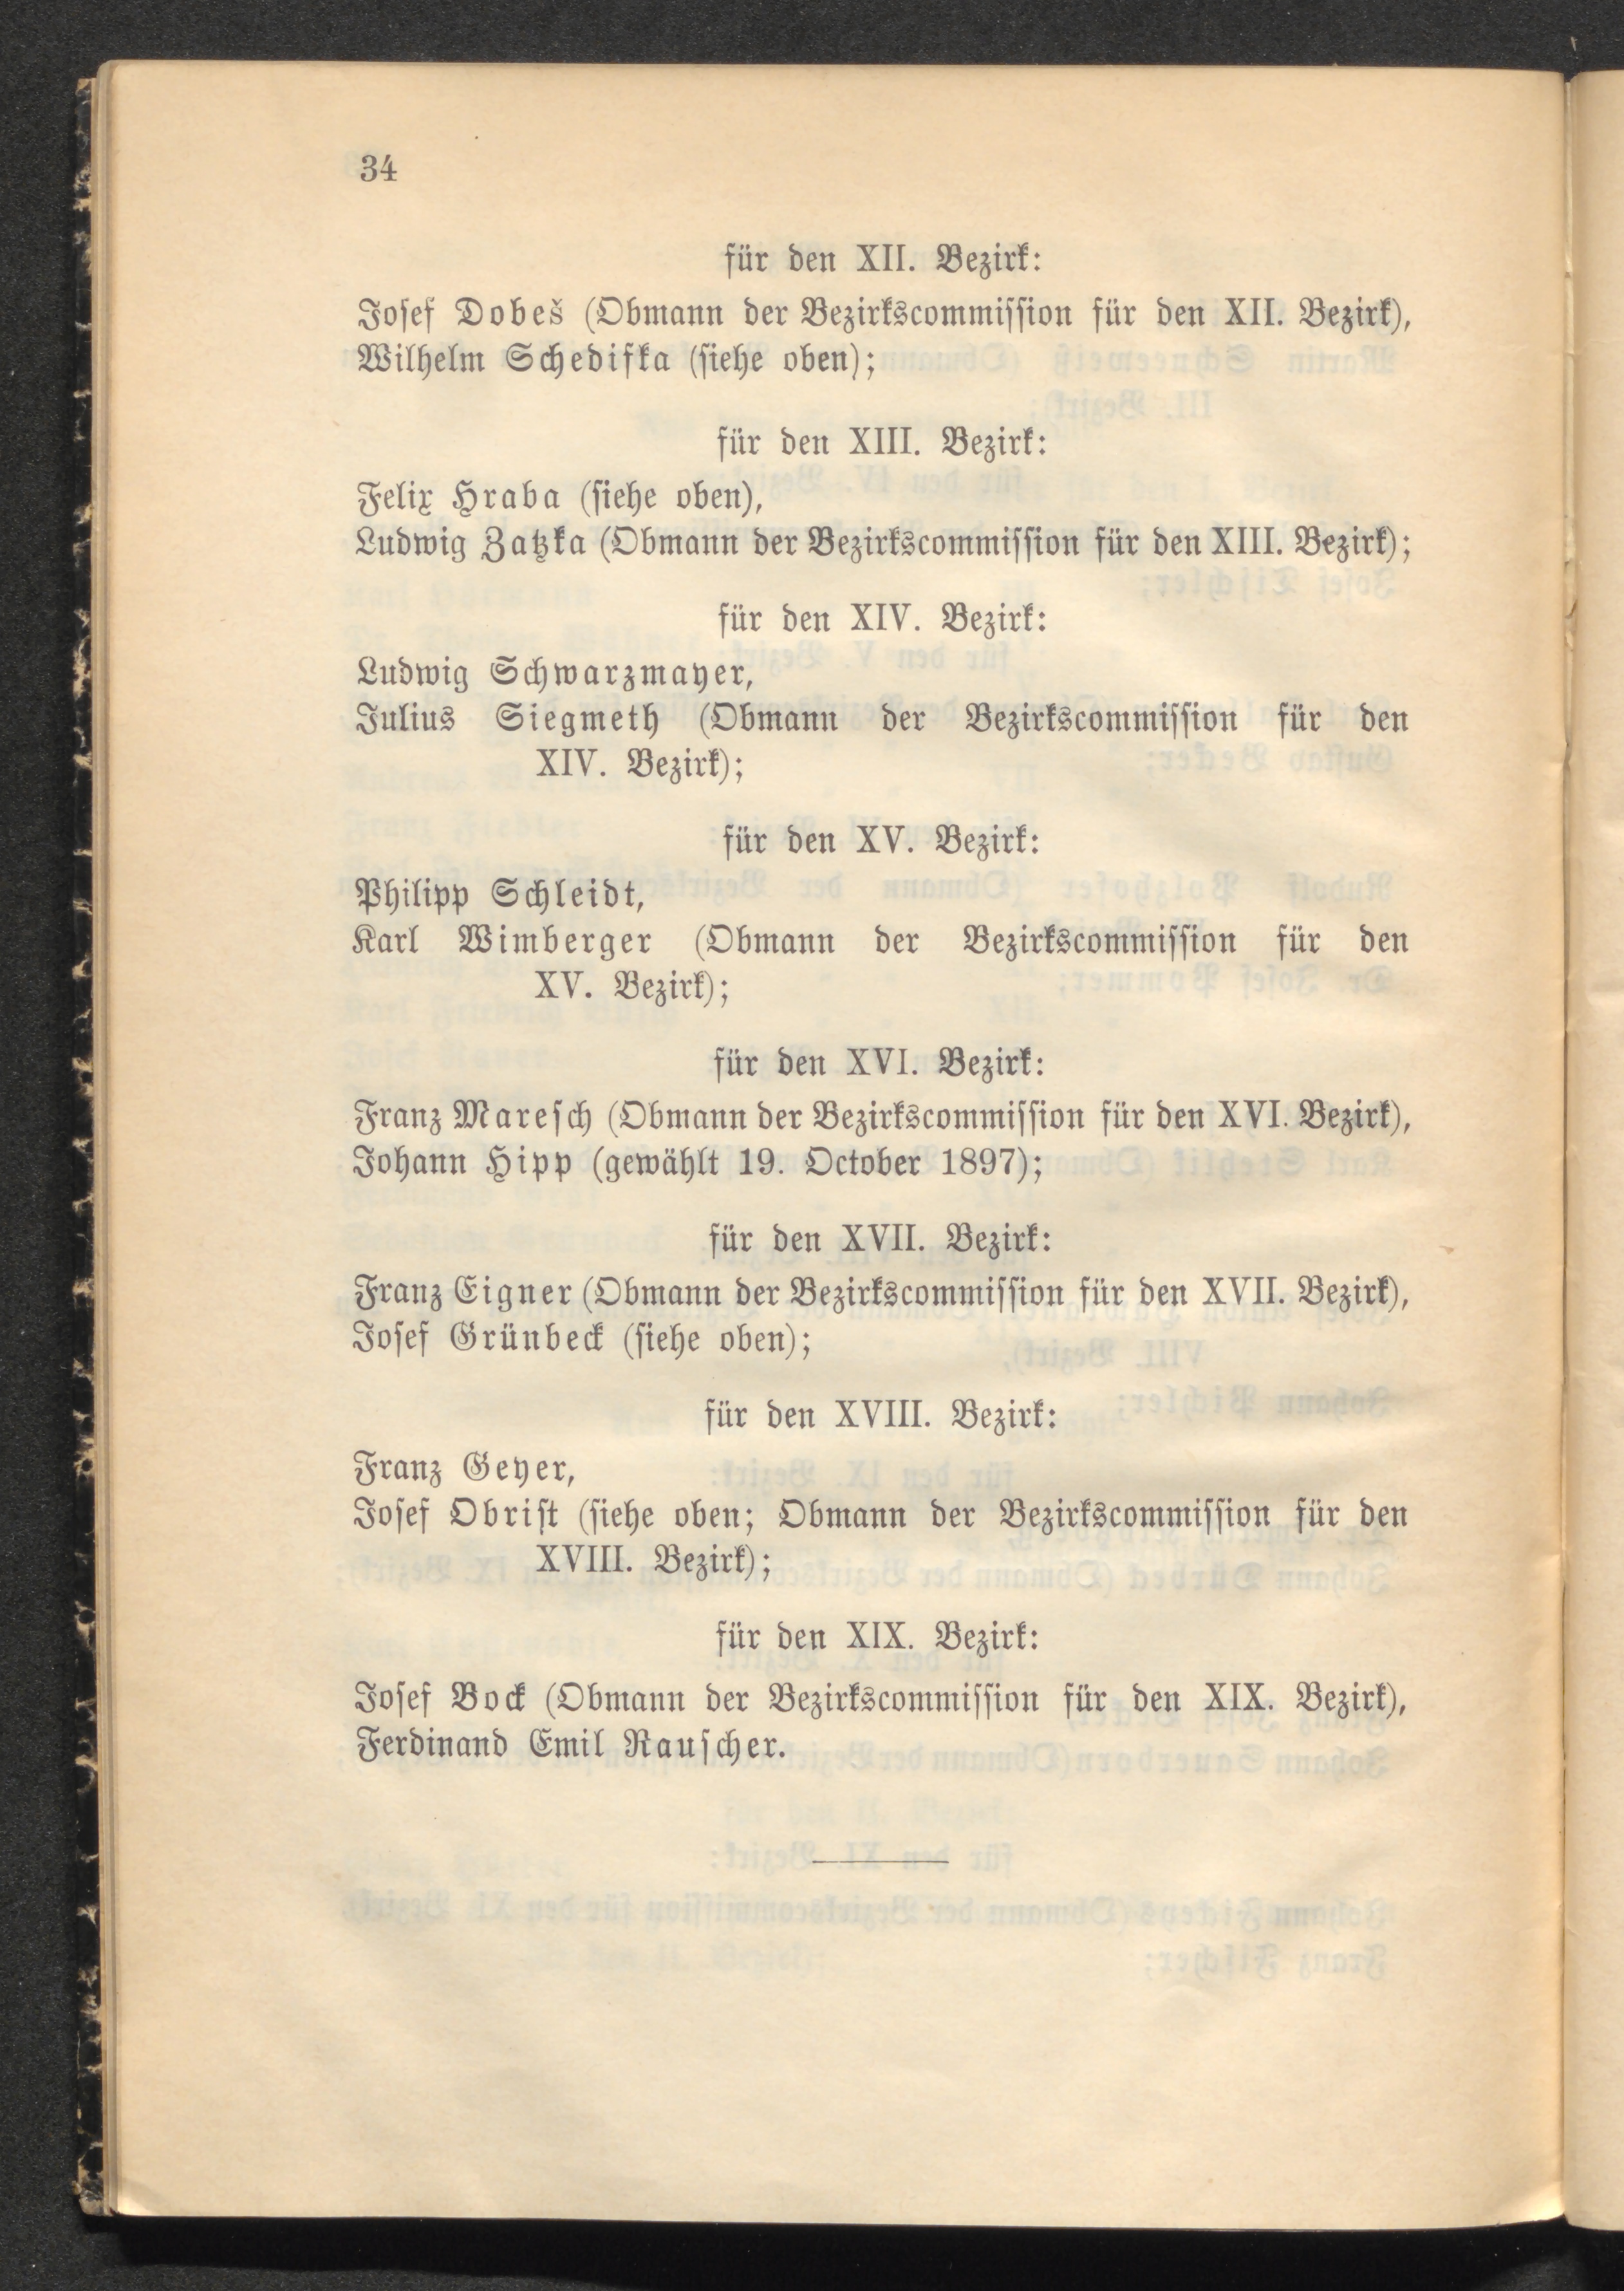 34
für den XII. Bezirk:
Josef Dobeš (Obmann der Bezirkscommission für den XII. Bezirk),
Wilhelm Schedifka (siehe oben);
für den XIII. Bezirk:
Felix Hraba (siehe oben),
Ludwig Zatzka (Obmann der Bezirkscommission für den XIII. Bezirk);
für den XIV. Bezirk:
Ludwig Schwarzmayer,
Julius Siegmeth (Obmann der Bezirkscommission für den
XIV. Bezirk);
für den XV. Bezirk:
Philipp Schleidt,
Karl Wimberger (Obmann der Bezirkscommission für den
XV. Bezirk);
für den XVI. Bezirk:
Franz Maresch (Obmann der Bezirkscommission für den XVI. Bezirk),
Johann Hipp (gewählt 19. October 1897);
für den XVII. Bezirk:
Franz Eigner (Obmann der Bezirkscommission für den XVII. Bezirk),
Josef Grünbeck (siehe oben);
für den XVIII. Bezirk:
Franz Geyer,
Josef Obrist (siehe oben; Obmann der Bezirkscommission für den
XVIII. Bezirk);
für den XIX. Bezirk:
Josef Bock (Obmann der Bezirkscommission für den XIX. Bezirk),
Ferdinand Emil Rauscher.